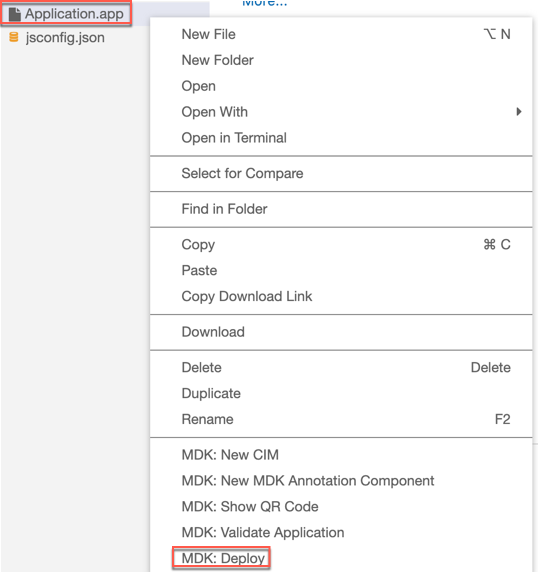 More...
Application.app
jsconfig.json
New File ⌥ N
New Folder
Open
Open With
Open in Terminal
Select for Compare
Find in Folder
Copy ⌘ C
Paste
Copy Download Link
Download
Delete Delete
Duplicate
Rename F2
MDK: New CIM
MDK: New MDK Annotation Component
MDK: Show QR Code
MDK: Validate Application
MDK: Deploy